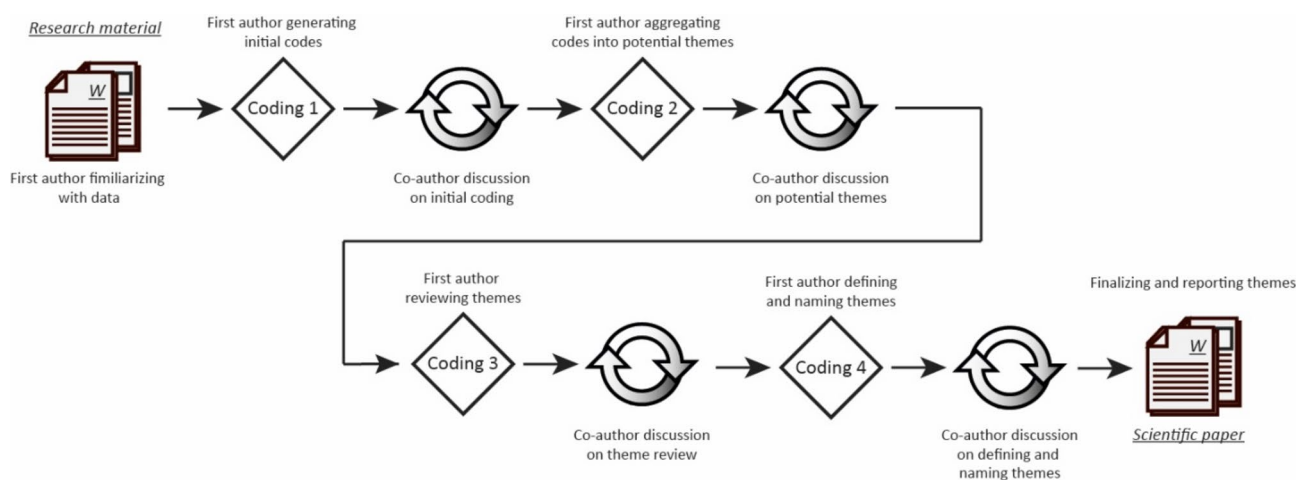 Research material
W
First author fimiliarizing
with data
First author generating
initial codes
Coding 1
Co-author discussion
on initial coding
First author aggregating
codes into potential themes
Coding 2
Co-author discussion
on potential themes
First author
reviewing themes
Coding 3
Co-author discussion
on theme review
First author defining
and naming themes
Coding 4
Co-author discussion
on defining and
naming themes
Finalizing and reporting themes
W
Scientific paper